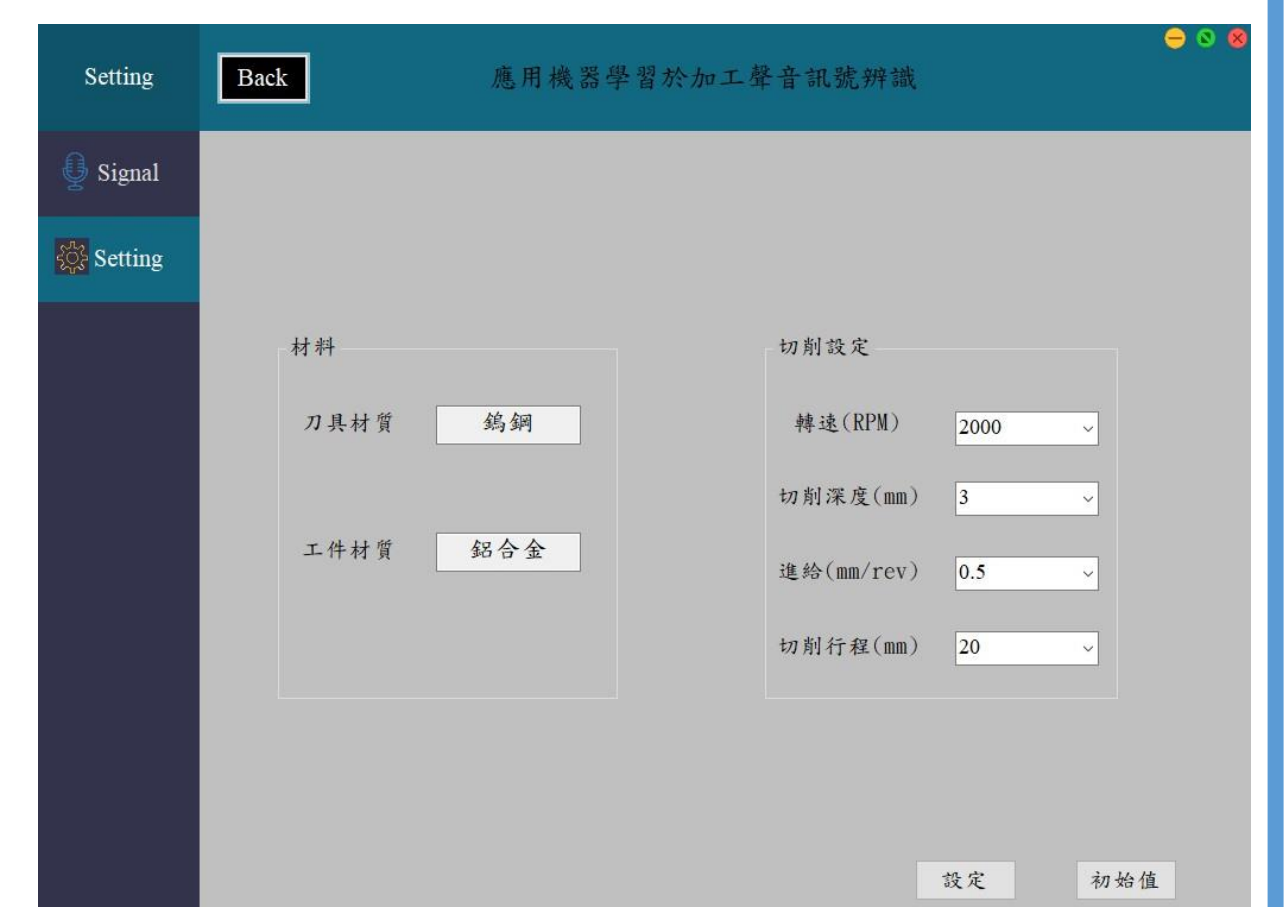 Setting
Back
應用機器學習於加工聲音訊號辨識
Signal
Setting
材料
刀具材質 鎢鋼
工件材質 鋁合金
切削設定
轉速(RPM) 2000
切削深度(mm) 3
進給(mm/rev) 0.5
切削行程(mm) 20
設定
初始值